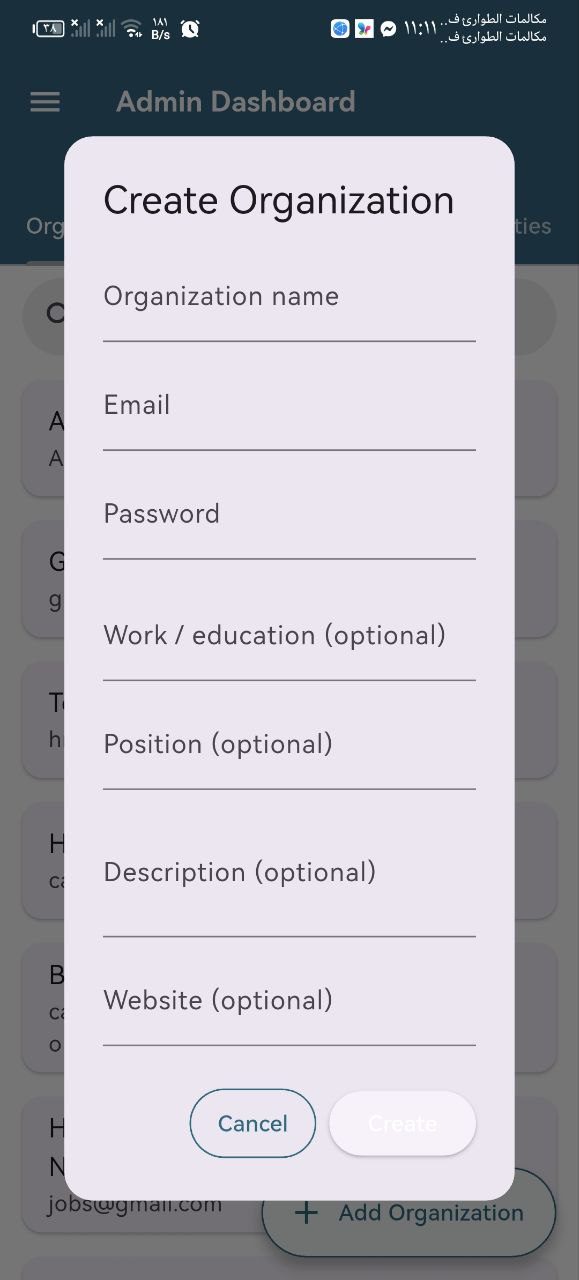 ٣٨
١٨١
B/s
١١:١١
مكالمات الطوارئ ف..
مكالمات الطوارئ ف..
Admin Dashboard
Org
ties
Create Organization
Organization name
Email
Password
Work / education (optional)
Position (optional)
Description (optional)
Website (optional)
Cancel
Create
jobs@gmail.com
+ Add Organization